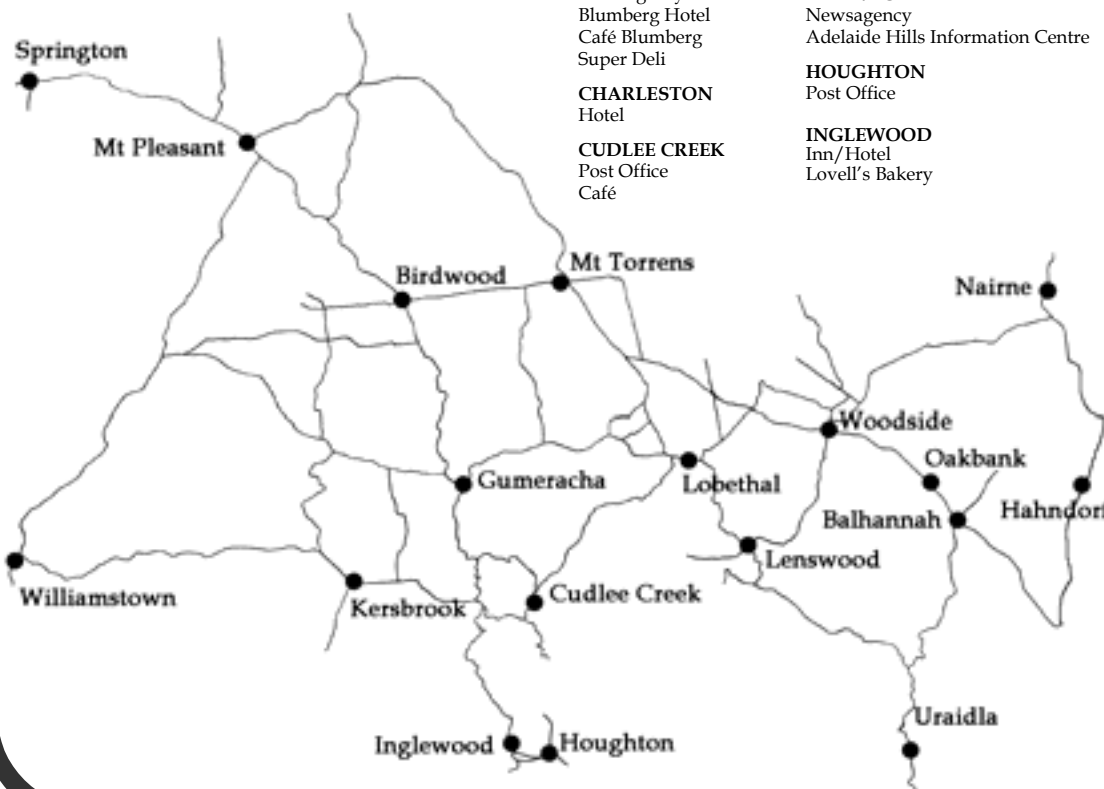 Blumberg Hotel
Café Blumberg
Super Deli
CHARLESTON
Hotel
CUDLEE CREEK
Post Office
Café
Newsagency
Adelaide Hills Information Centre
HOUGHTON
Post Office
INGLEWOOD
Inn/Hotel
Lovell's Bakery
Springton
Mt Pleasant
Birdwood
Mt Torrens
Nairne
Woodside
Oakbank
Gumeracha
Lobethal
Hahndorf
Balhannah
Lenswood
Williamstown
Kersbrook
Cudlee Creek
Uraidla
Inglewood
Houghton